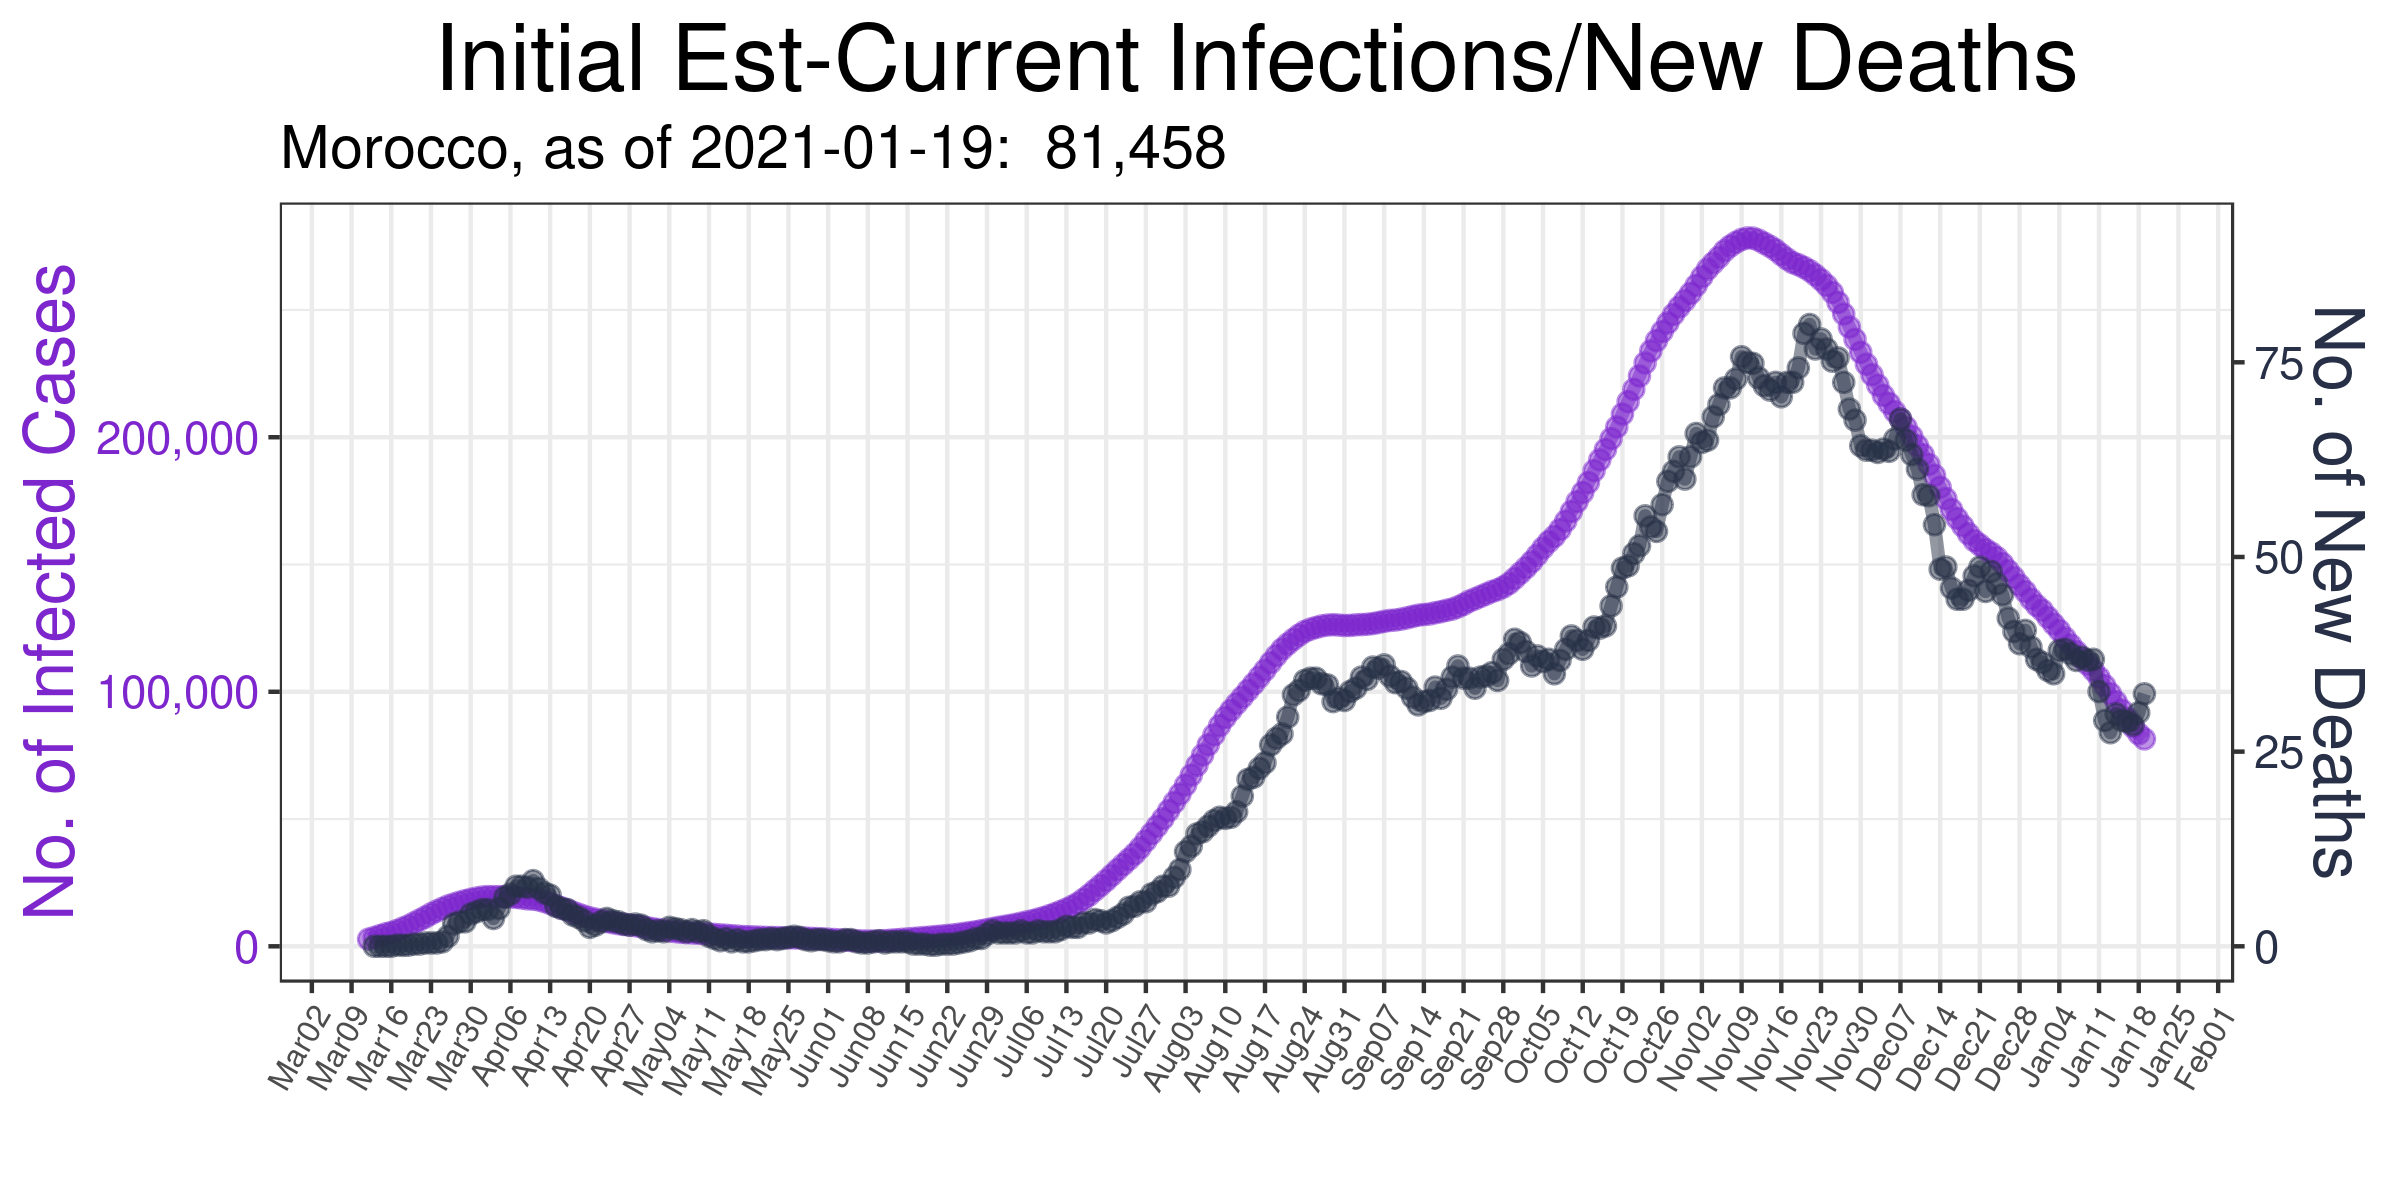 Initial Est-Current Infections/New Deaths
Morocco, as of 2021-01-19:  81,458
No. of Infected Cases
200,000
100,000
0
No. of New Deaths
75
50
25
0
Mar02
Mar09
Mar16
Mar23
Mar30
Apr06
Apr13
Apr20
Apr27
May04
May11
May18
May25
Jun01
Jun08
Jun15
Jun22
Jun29
Jul06
Jul13
Jul20
Jul27
Aug03
Aug10
Aug17
Aug24
Aug31
Sep07
Sep14
Sep21
Sep28
Oct05
Oct12
Oct19
Oct26
Nov02
Nov09
Nov16
Nov23
Nov30
Dec07
Dec14
Dec21
Dec28
Jan04
Jan11
Jan18
Jan25
Feb01